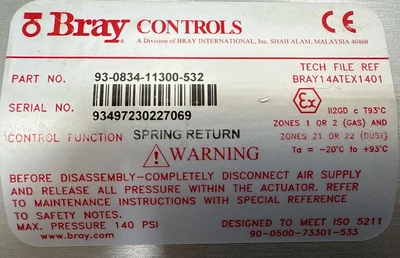 Bray CONTROLS CE
A Division of BRAY INTERNATIONAL, Inc. SHAH ALAM, MALAYSIA 40460
TECH FILE REF
BRAY14ATEX1401
PART NO. 93-0834-11300-532
SERIAL NO. 93497230227069
Ex II2GD c T93°C
ZONES 1 OR 2 (GAS) AND
ZONES 21 OR 22 (DUST)
Ta = -20°C to +93°C
CONTROL FUNCTION SPRING RETURN
WARNING
BEFORE DISASSEMBLY-COMPLETELY DISCONNECT AIR SUPPLY
AND RELEASE ALL PRESSURE WITHIN THE ACTUATOR. REFER
TO MAINTENANCE INSTRUCTIONS WITH SPECIAL REFERENCE
TO SAFETY NOTES.
MAX. PRESSURE 140 PSI
www.Bray.com
DESIGNED TO MEET ISO 5211
90-0500-73301-533